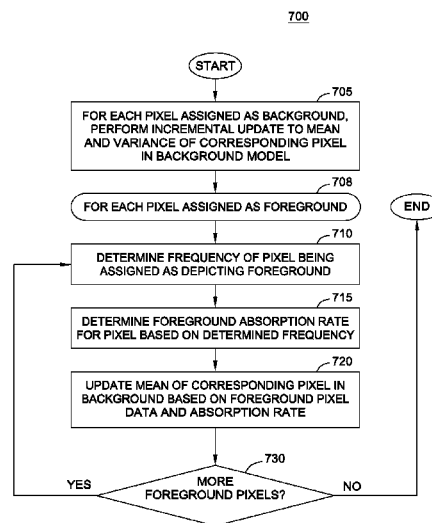 700
START
705
FOR EACH PIXEL ASSIGNED AS BACKGROUND,
PERFORM INCREMENTAL UPDATE TO MEAN
AND VARIANCE OF CORRESPONDING PIXEL
IN BACKGROUND MODEL
708
FOR EACH PIXEL ASSIGNED AS FOREGROUND
END
710
DETERMINE FREQUENCY OF PIXEL BEING
ASSIGNED AS DEPICTING FOREGROUND
715
DETERMINE FOREGROUND ABSORPTION RATE
FOR PIXEL BASED ON DETERMINED FREQUENCY
720
UPDATE MEAN OF CORRESPONDING PIXEL IN
BACKGROUND BASED ON FOREGROUND PIXEL
DATA AND ABSORPTION RATE
730
YES
MORE
FOREGROUND PIXELS?
NO